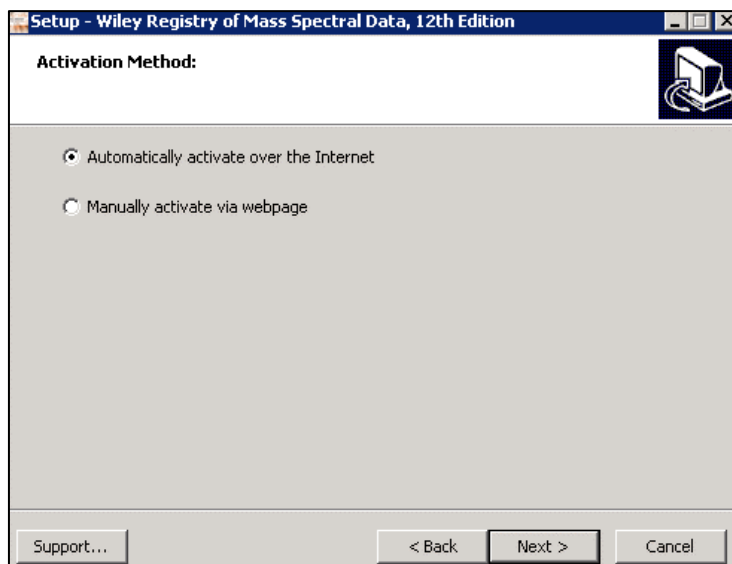 Setup - Wiley Registry of Mass Spectral Data, 12th Edition
Activation Method:
Automatically activate over the Internet
Manually activate via webpage
Support... < Back Next > Cancel